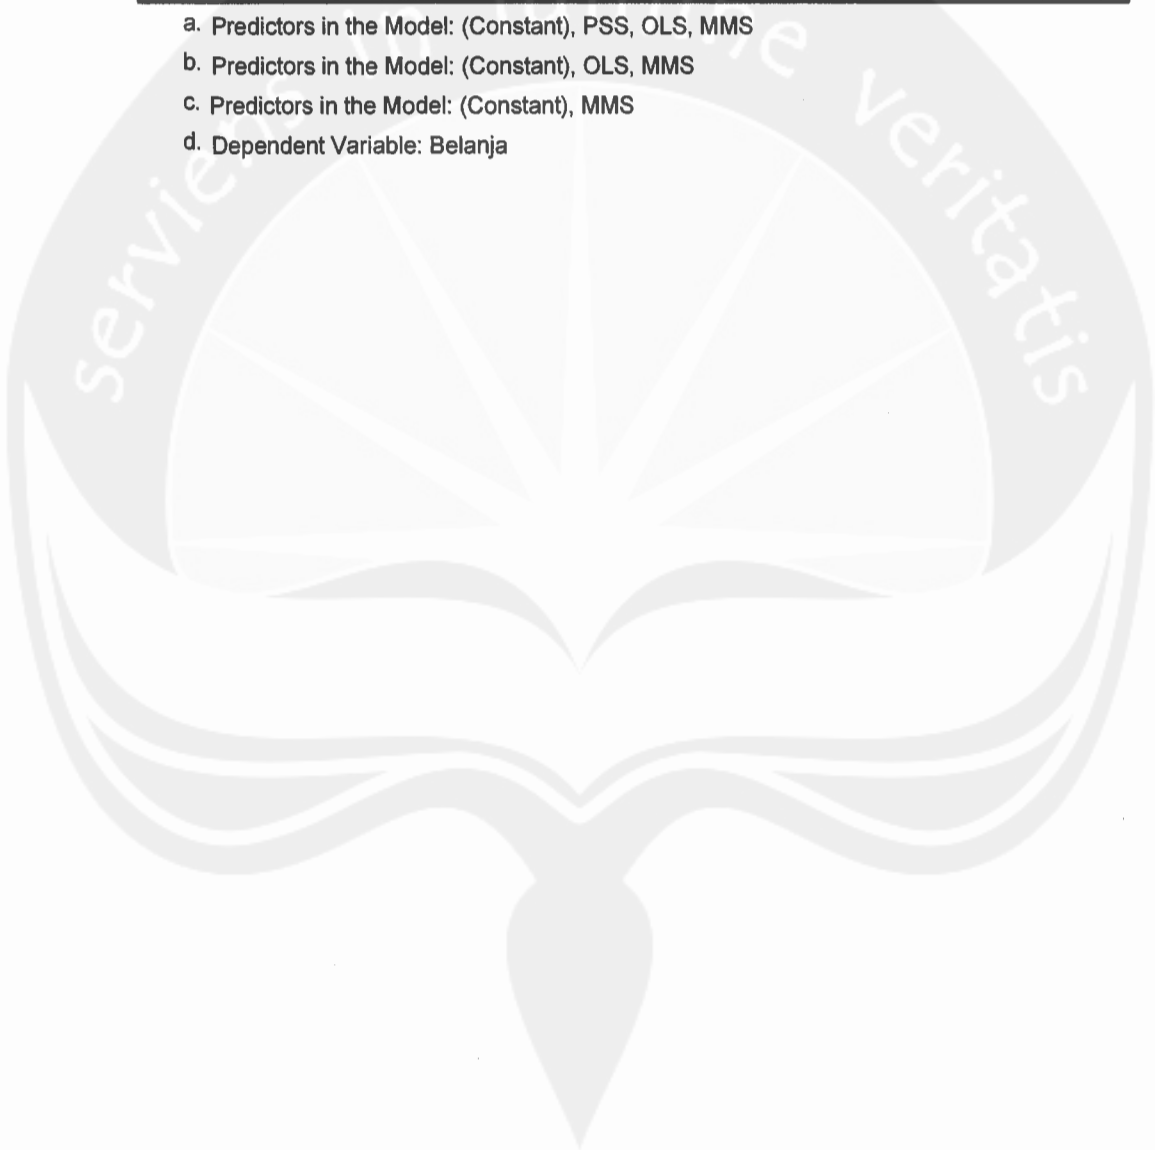 a. Predictors in the Model: (Constant), PSS, OLS, MMS
b. Predictors in the Model: (Constant), OLS, MMS
c. Predictors in the Model: (Constant), MMS
d. Dependent Variable: Belanja
serviens in lumine veritatis